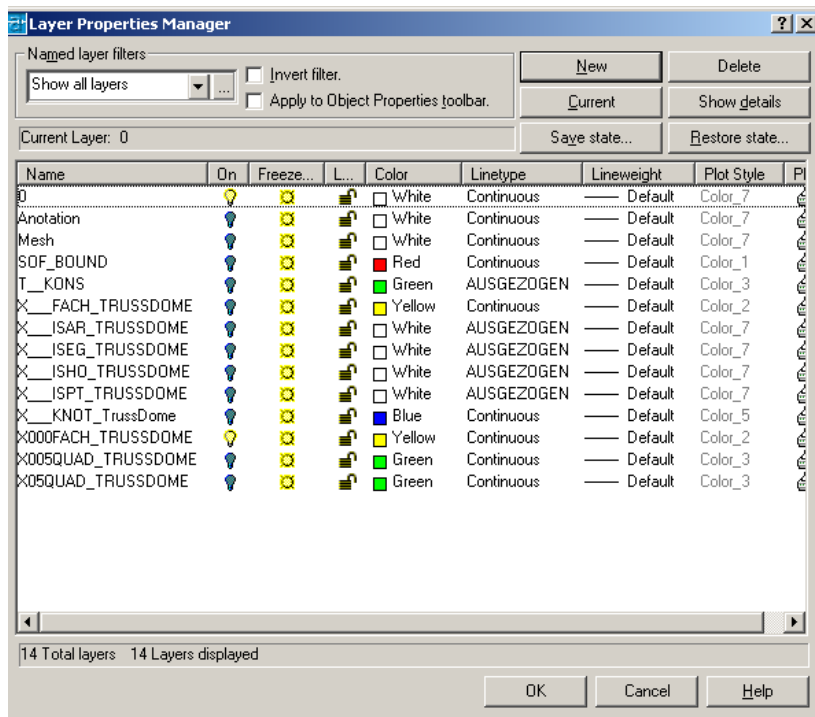 Layer Properties Manager
Named layer filters
Show all layers
...
Invert filter.
Apply to Object Properties toolbar.
New
Delete
Current
Show details
Current Layer: 0
Save state...
Restore state...
Name On Freeze... L... Color Linetype Lineweight Plot Style Pl
0 White Continuous Default Color_7
Anotation White Continuous Default Color_7
Mesh White Continuous Default Color_7
SOF_BOUND Red Continuous Default Color_1
T__KONS Green AUSGEZOGEN Default Color_3
X___FACH_TRUSSDOME Yellow Continuous Default Color_2
X___ISAR_TRUSSDOME White AUSGEZOGEN Default Color_7
X___ISEG_TRUSSDOME White AUSGEZOGEN Default Color_7
X___ISHO_TRUSSDOME White AUSGEZOGEN Default Color_7
X___ISPT_TRUSSDOME White AUSGEZOGEN Default Color_7
X___KNOT_TrussDome Blue Continuous Default Color_5
X000FACH_TRUSSDOME Yellow Continuous Default Color_2
X005QUAD_TRUSSDOME Green Continuous Default Color_3
X05QUAD_TRUSSDOME Green Continuous Default Color_3
14 Total layers 14 Layers displayed
OK
Cancel
Help